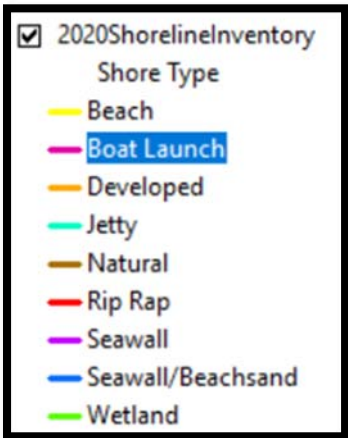 2020ShorelineInventory
Shore Type
Beach
Boat Launch
Developed
Jetty
Natural
Rip Rap
Seawall
Seawall/Beachsand
Wetland